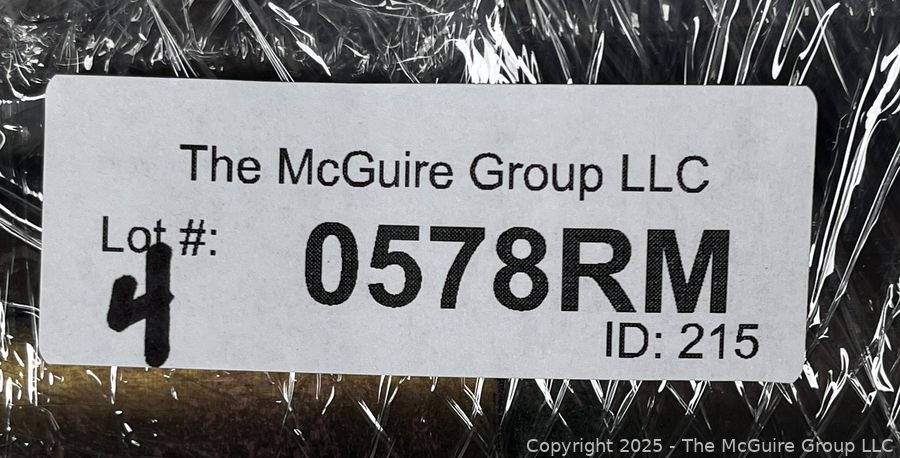 The McGuire Group LLC
Lot #: 0578RM
4
ID: 215
Copyright 2025 - The McGuire Group LLC